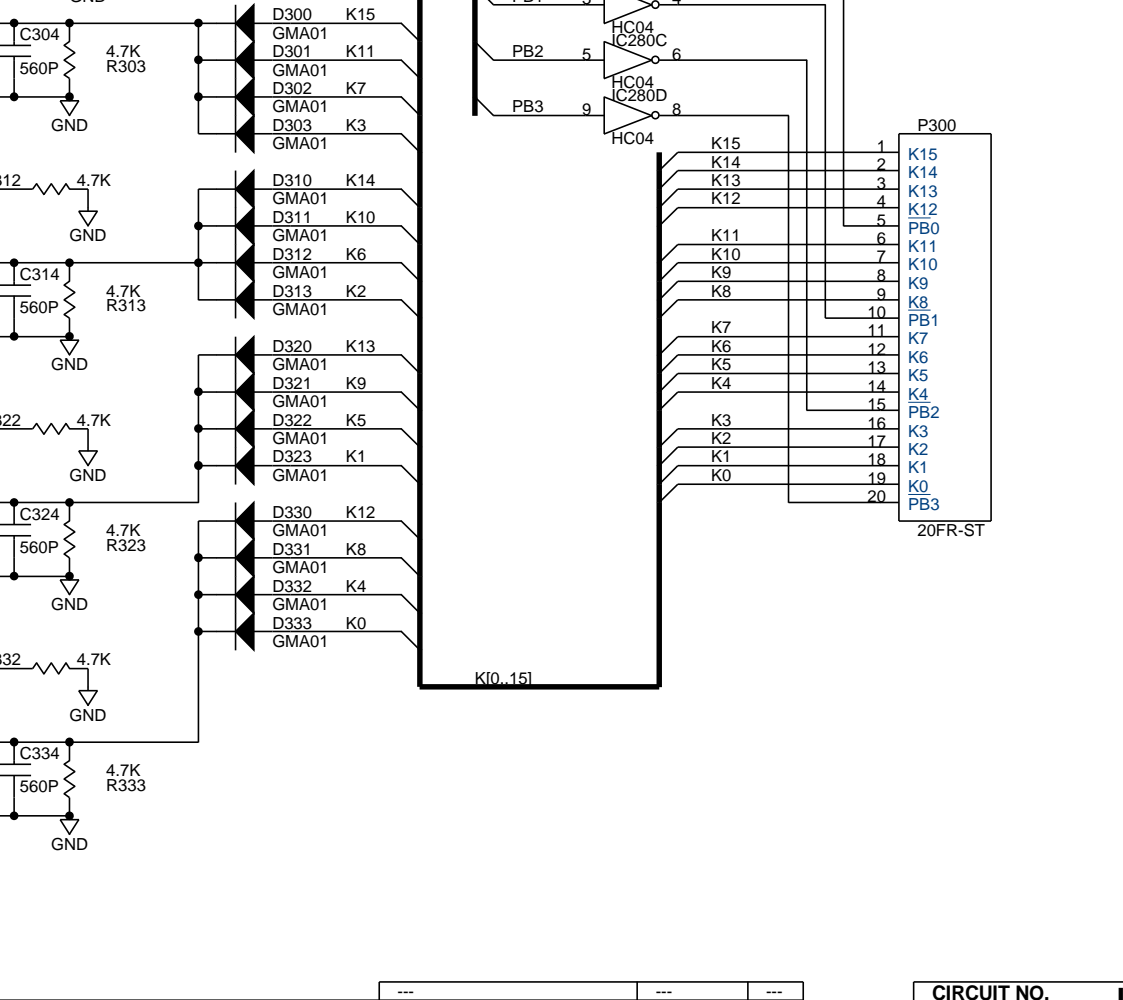 C304
560P
4.7K
R303
GND
4.7K
GND
C314
560P
4.7K
R313
GND
4.7K
GND
C324
560P
4.7K
R323
GND
4.7K
GND
C334
560P
4.7K
R333
GND
D300 K15
GMA01
D301 K11
GMA01
D302 K7
GMA01
D303 K3
GMA01
D310 K14
GMA01
D311 K10
GMA01
D312 K6
GMA01
D313 K2
GMA01
D320 K13
GMA01
D321 K9
GMA01
D322 K5
GMA01
D323 K1
GMA01
D330 K12
GMA01
D331 K8
GMA01
D332 K4
GMA01
D333 K0
GMA01
K[0..15]
HC04
IC280C
PB2 5 6
HC04
IC280D
PB3 9 8
HC04
P300
K15 1 K15
K14 2 K14
K13 3 K13
K12 4 K12
5 PB0
K11 6 K11
K10 7 K10
K9 8 K9
K8 9 K8
10 PB1
K7 11 K7
K6 12 K6
K5 13 K5
K4 14 K4
15 PB2
K3 16 K3
K2 17 K2
K1 18 K1
K0 19 K0
20 PB3
20FR-ST
--- --- ---
CIRCUIT NO.